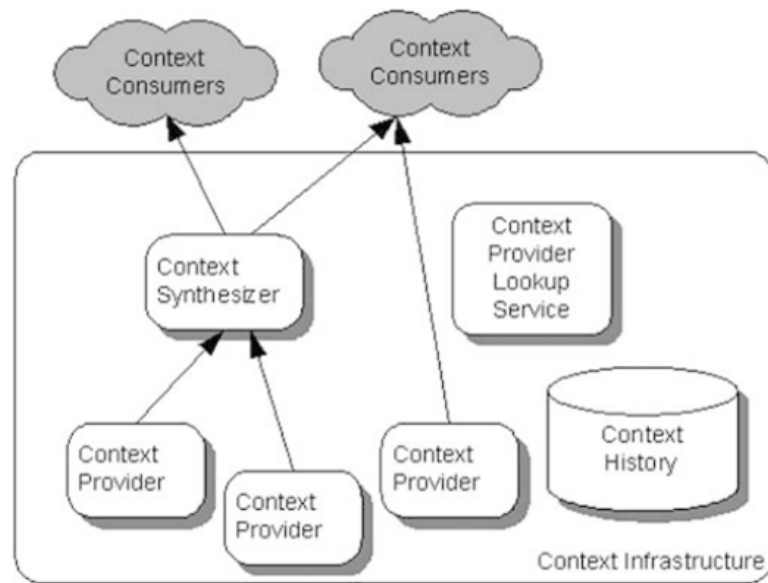 Context
Consumers
Context
Consumers
Context
Provider
Lookup
Service
Context
Synthesizer
Context
Provider
Context
Provider
Context
Provider
Context
History
Context Infrastructure